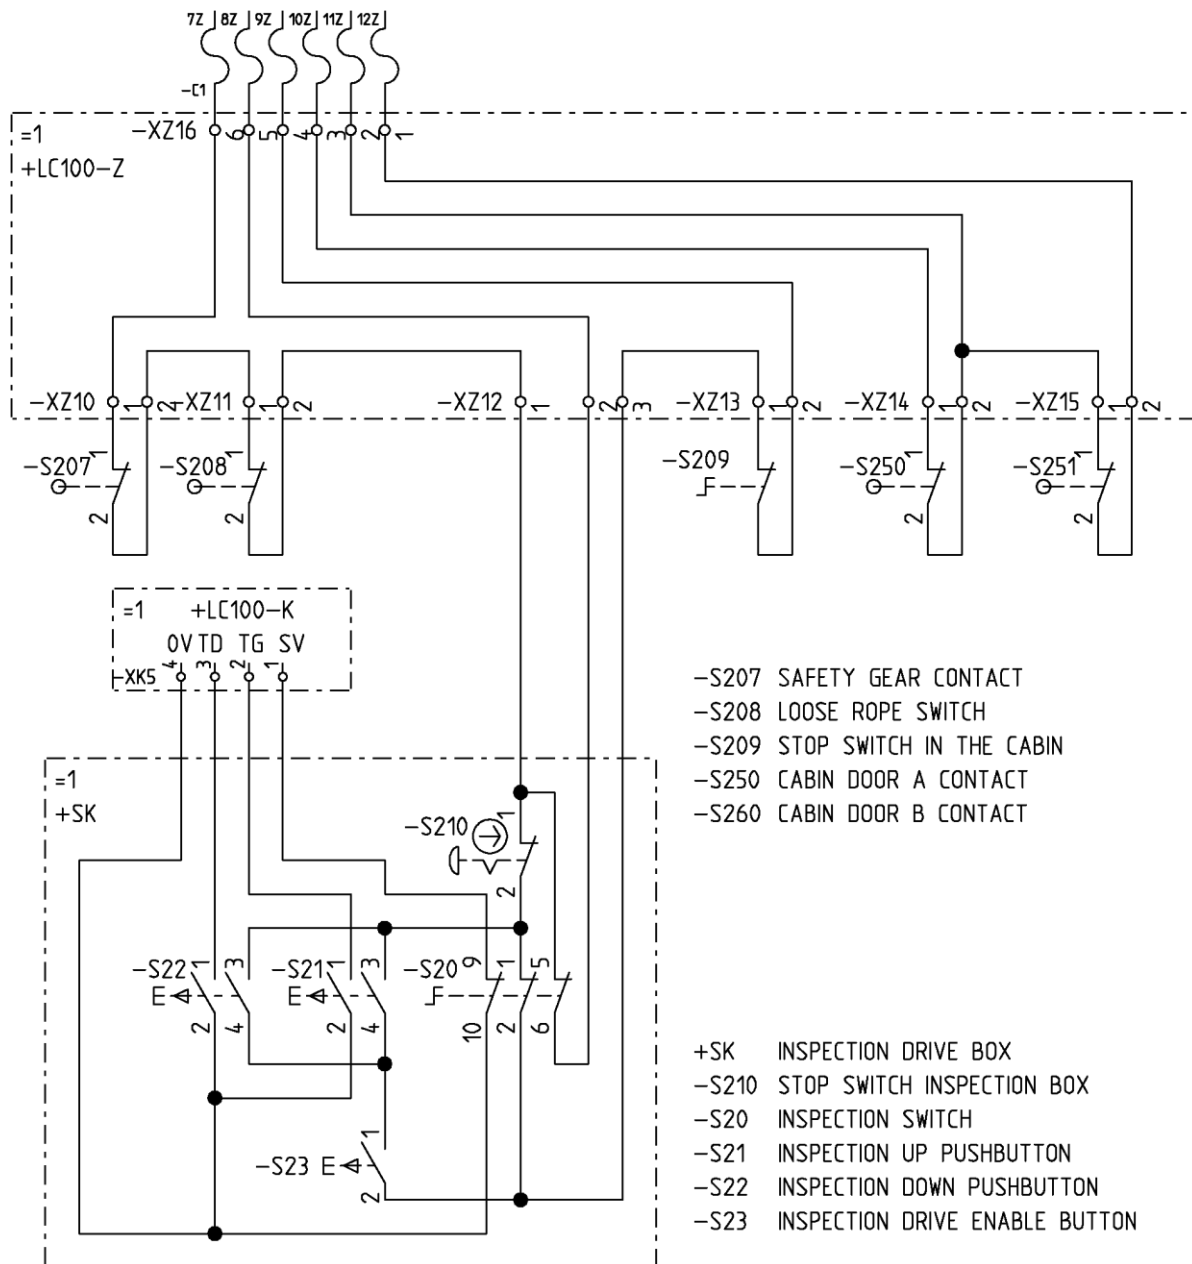 7Z 8Z 9Z 10Z 11Z 12Z
-C1
=1 -XZ16 6 5 4 3 2 1
+LC100-Z
-XZ10 1 2 -XZ11 1 2 -XZ12 1 2 3 -XZ13 1 2 -XZ14 1 2 -XZ15 1 2
-S207 1 -S208 1 -S209 1 -S250 1 -S251 1
2 2 2 2
=1 +LC100-K
0V TD TG SV
-XK5 4 3 2 1
-S207 SAFETY GEAR CONTACT
-S208 LOOSE ROPE SWITCH
-S209 STOP SWITCH IN THE CABIN
-S250 CABIN DOOR A CONTACT
-S260 CABIN DOOR B CONTACT
=1
+SK
-S210 1
2
-S22 1 3 -S21 1 3 -S20 9 1 5
2 4 2 4 10 2 6
-S23 1
2
+SK INSPECTION DRIVE BOX
-S210 STOP SWITCH INSPECTION BOX
-S20 INSPECTION SWITCH
-S21 INSPECTION UP PUSHBUTTON
-S22 INSPECTION DOWN PUSHBUTTON
-S23 INSPECTION DRIVE ENABLE BUTTON